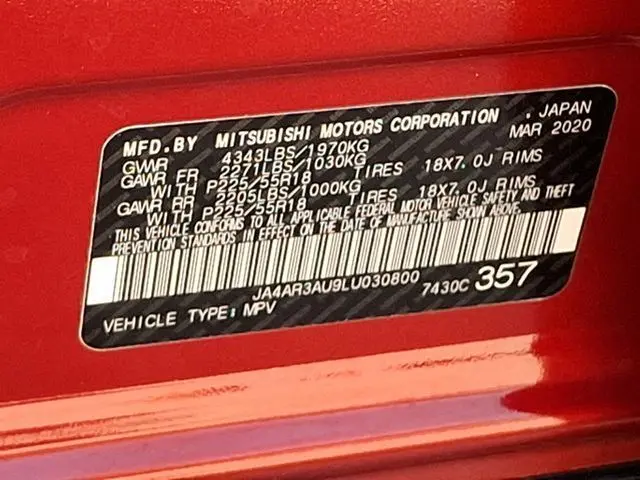 MFD.BY MITSUBISHI MOTORS CORPORATION, JAPAN
GVWR 4343LBS/1970KG MAR 2020
GAWR FR 2271LBS/1030KG
WITH P225/55R18 TIRES 18X7.0J RIMS
GAWR RR 2205LBS/1000KG
WITH P225/55R18 TIRES 18X7.0J RIMS
THIS VEHICLE CONFORMS TO ALL APPLICABLE FEDERAL MOTOR VEHICLE SAFETY AND THEFT
PREVENTION STANDARDS IN EFFECT ON THE DATE OF MANUFACTURE SHOWN ABOVE.
JA4AR3AU9LU030800 7430C 357
VEHICLE TYPE: MPV